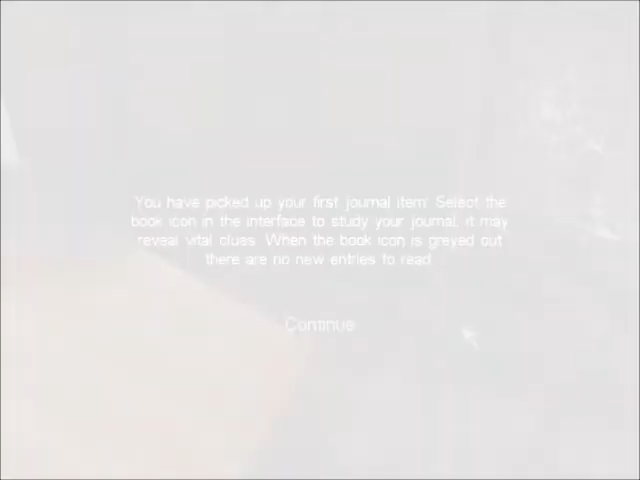 You have picked up your first journal item. Select the
book icon in the interface to study your journal, it may
reveal vital clues. When the book icon is greyed out
there are no new entries to read.
Continue